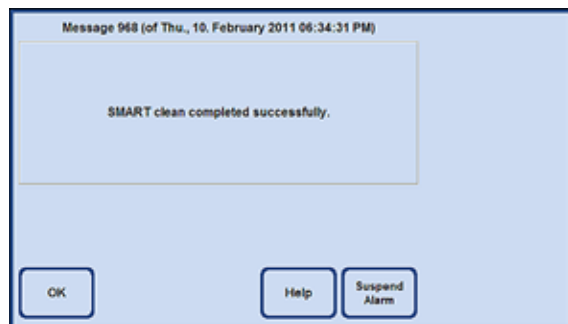 Message 968 (of Thu., 10. February 2011 06:34:31 PM)
SMART clean completed successfully.
OK
Help
Suspend
Alarm